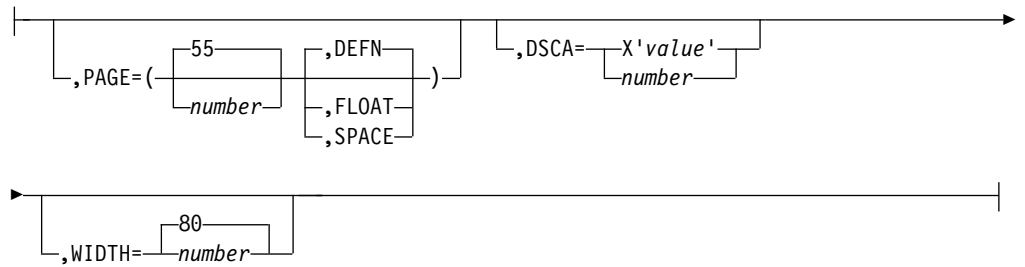 55 ,DEFN
,PAGE=( number ,FLOAT )
,SPACE
,DSCA= X'value'
number
80
,WIDTH= number